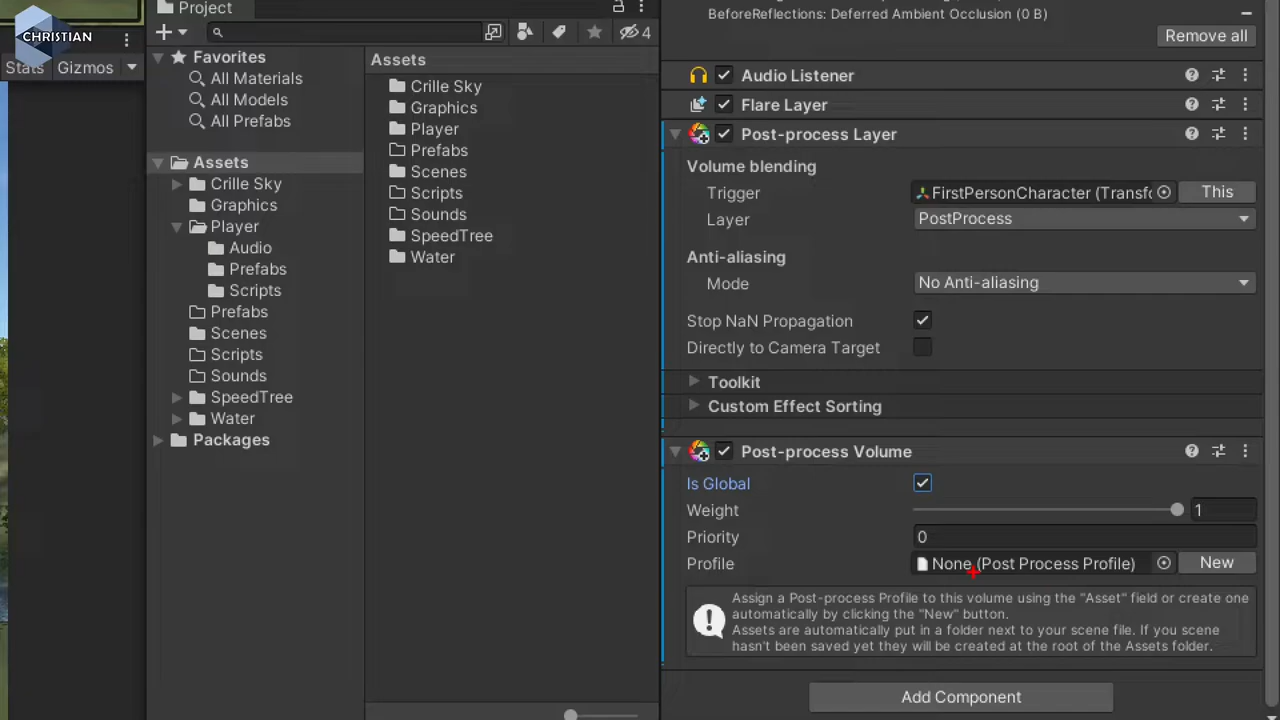 CHRISTIAN
Stats Gizmos
Project
4
Favorites
All Materials
All Models
All Prefabs
Assets
Crille Sky
Graphics
Player
Audio
Prefabs
Scripts
Prefabs
Scenes
Scripts
Sounds
SpeedTree
Water
Packages
Assets
Crille Sky
Graphics
Player
Prefabs
Scenes
Scripts
Sounds
SpeedTree
Water
BeforeReflections: Deferred Ambient Occlusion (0 B)
Remove all
Audio Listener
Flare Layer
Post-process Layer
Volume blending
Trigger FirstPersonCharacter (Transfo This
Layer PostProcess
Anti-aliasing
Mode No Anti-aliasing
Stop NaN Propagation
Directly to Camera Target
Toolkit
Custom Effect Sorting
Post-process Volume
Is Global
Weight 1
Priority 0
Profile None (Post Process Profile) New
Assign a Post-process Profile to this volume using the "Asset" field or create one
automatically by clicking the "New" button.
Assets are automatically put in a folder next to your scene file. If you scene
hasn't been saved yet they will be created at the root of the Assets folder.
Add Component